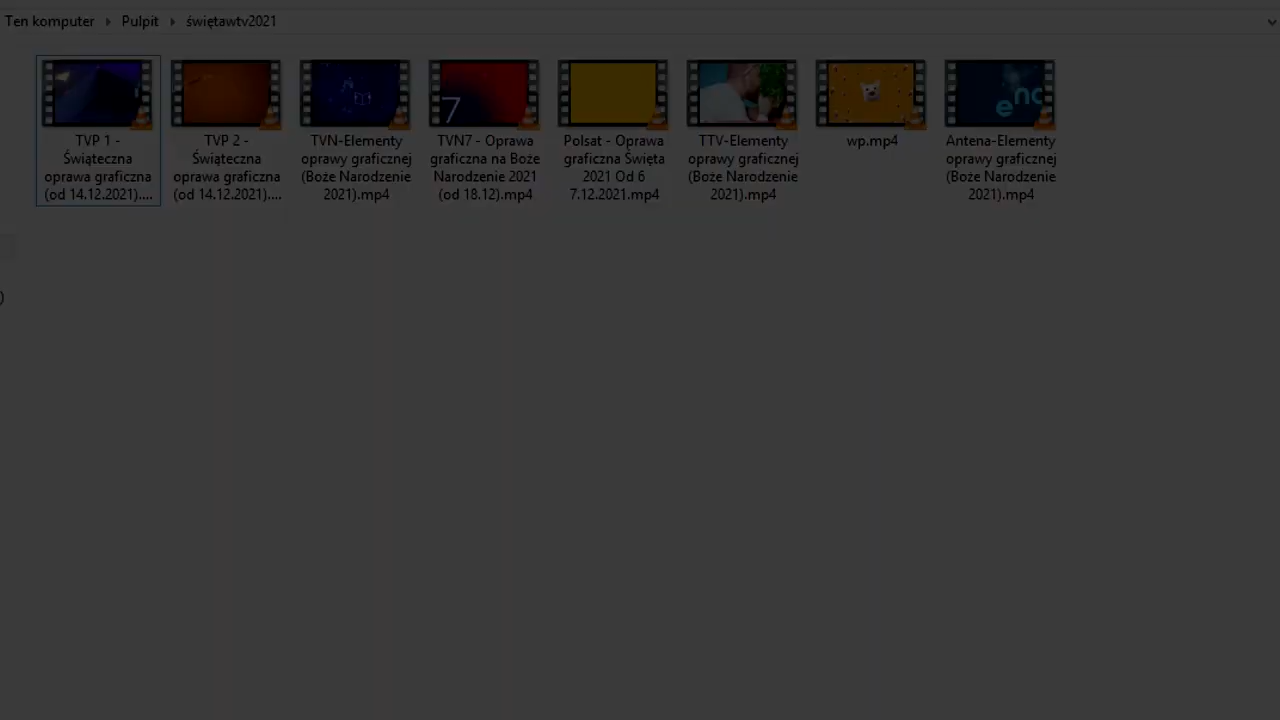 Ten komputer Pulpit świętawtv2021
TVP 1 -
Świąteczna
oprawa graficzna
(od 14.12.2021)....
TVP 2 -
Świąteczna
oprawa graficzna
(od 14.12.2021)....
TVN-Elementy
oprawy graficznej
(Boże Narodzenie
2021).mp4
7
TVN7 - Oprawa
graficzna na Boże
Narodzenie 2021
(od 18.12).mp4
Polsat - Oprawa
graficzna Święta
2021 Od 6
7.12.2021.mp4
TTV-Elementy
oprawy graficznej
(Boże Narodzenie
2021).mp4
wp.mp4
Antena-Elementy
oprawy graficznej
(Boże Narodzenie
2021).mp4
)